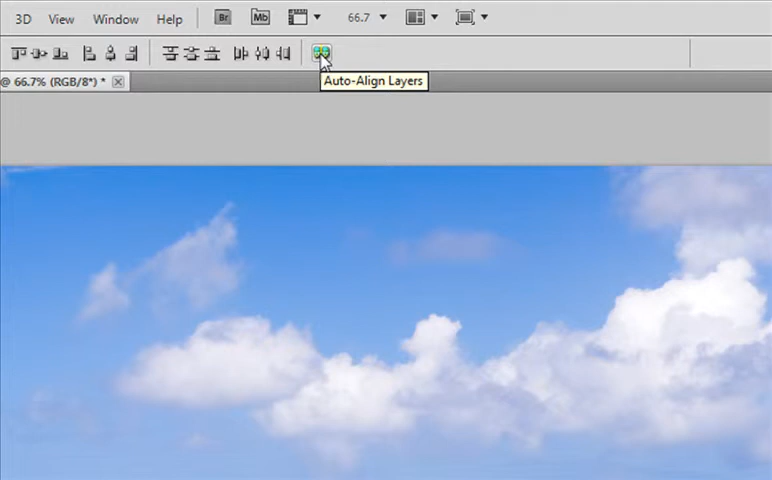 3D View Window Help Br Mb 66.7
@ 66.7% (RGB/8*) *
Auto-Align Layers